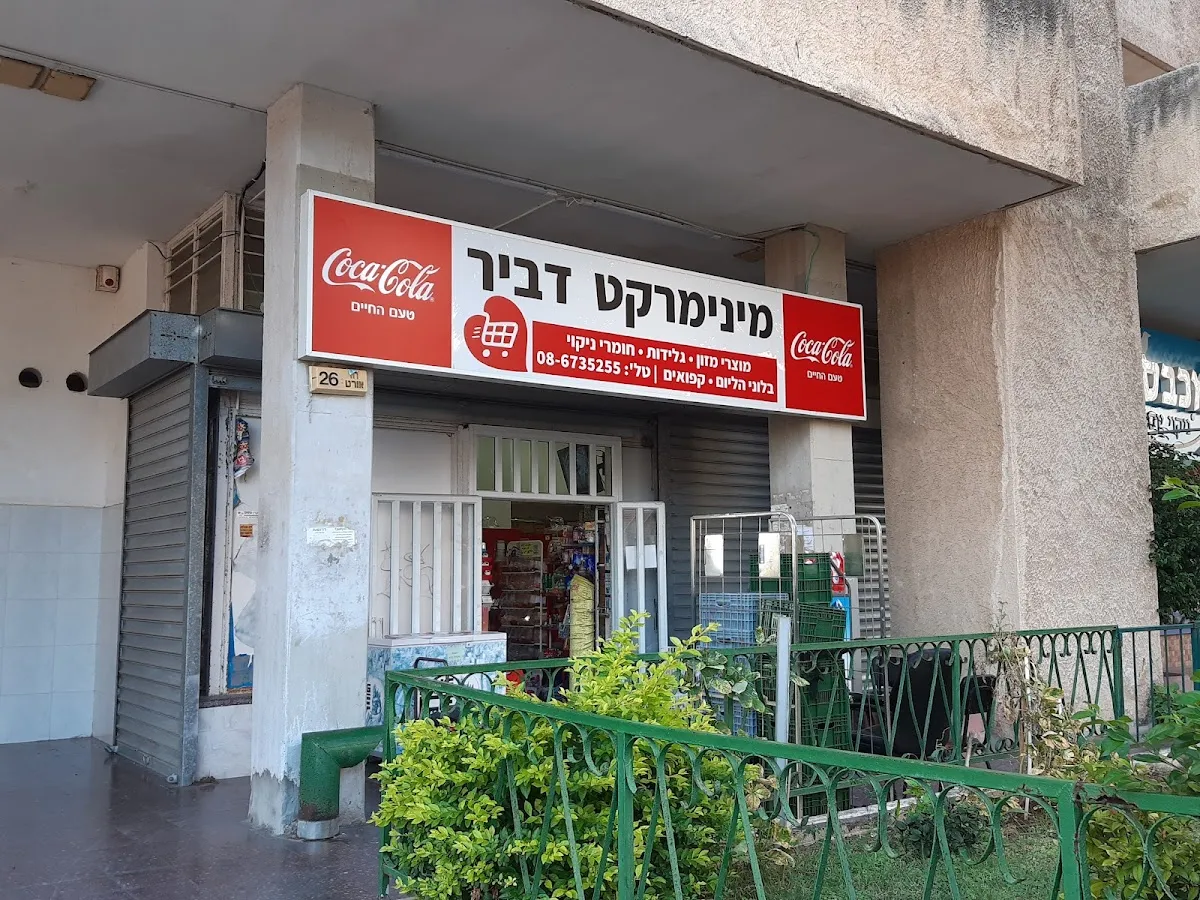 Coca-Cola
טעם החיים
מינימרקט דביר
מוצרי מזון • גלידות • חומרי ניקוי
בלוני הליום • קפואים | טלי: 08-6735255
Coca-Cola
טעם החיים
26